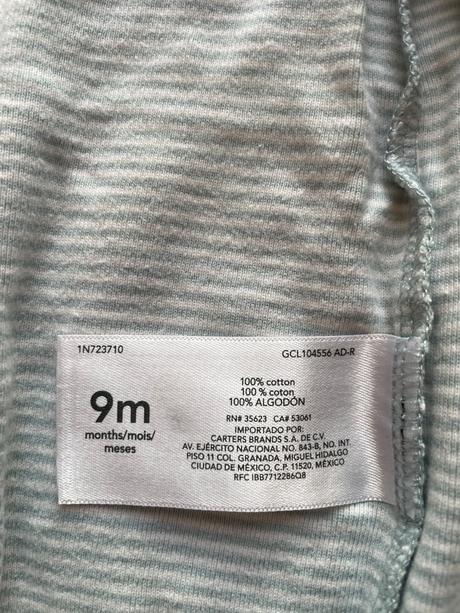 1N723710
GCL104556 AD-R
9m
months/mois/
meses
100% cotton
100 % coton
100% ALGODÓN
RN# 35623 CA# 53061
IMPORTADO POR:
CARTERS BRANDS S.A. DE C.V.
AV. EJÉRCITO NACIONAL NO. 843-B, NO. INT.
PISO 11 COL. GRANADA, MIGUEL HIDALGO
CIUDAD DE MÉXICO, C.P. 11520, MÉXICO
RFC IBB7712286Q8